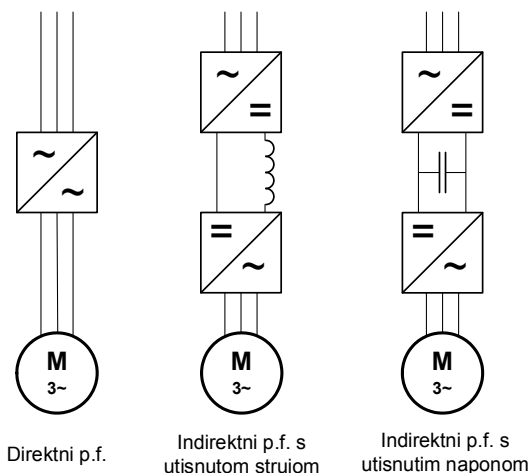 ~
=
~
=
~
~
=
~
=
~
M
3~
M
3~
M
3~
Direktni p.f.
Indirektni p.f. s
utisnutom strujom
Indirektni p.f. s
utisnutim naponom